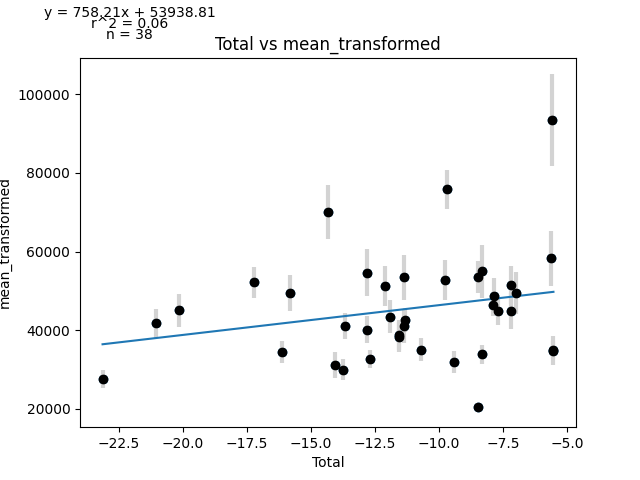 y = 758.21x + 53938.81
r^2 = 0.06
n = 38
Total vs mean_transformed
mean_transformed
100000
80000
60000
40000
20000
−22.5 −20.0 −17.5 −15.0 −12.5 −10.0 −7.5 −5.0
Total